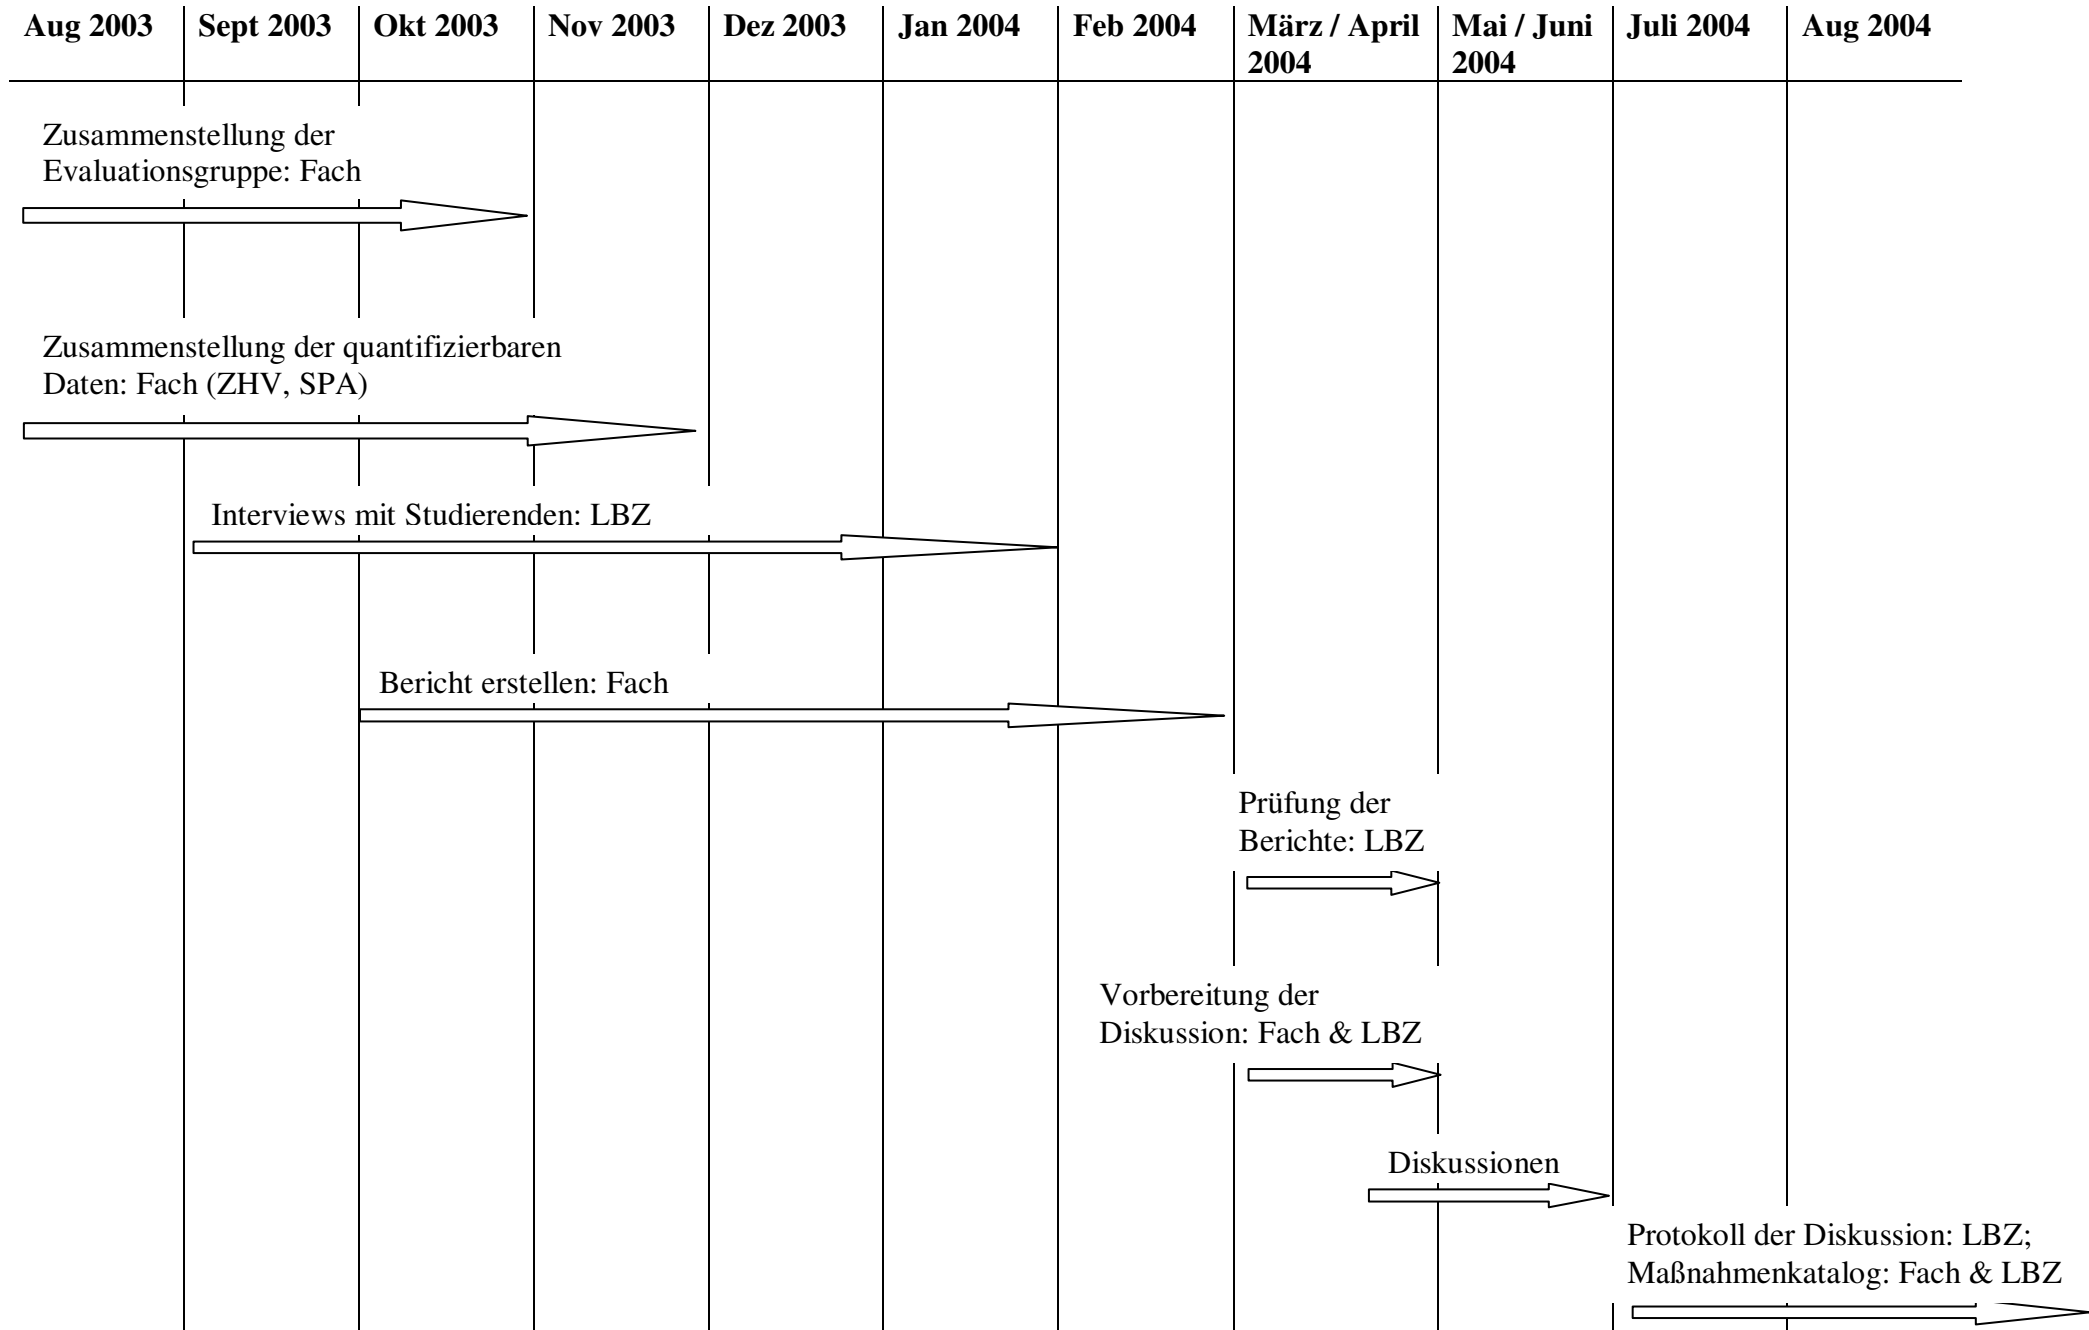 Aug 2003 Sept 2003 Okt 2003 Nov 2003 Dez 2003 Jan 2004 Feb 2004 März / April Mai / Juni Juli 2004 Aug 2004
2004 2004
Zusammenstellung der
Evaluationsgruppe: Fach
Zusammenstellung der quantifizierbaren
Daten: Fach (ZHV, SPA)
Interviews mit Studierenden: LBZ
Bericht erstellen: Fach
Prüfung der
Berichte: LBZ
Vorbereitung der
Diskussion: Fach & LBZ
Diskussionen
Protokoll der Diskussion: LBZ;
Maßnahmenkatalog: Fach & LBZ